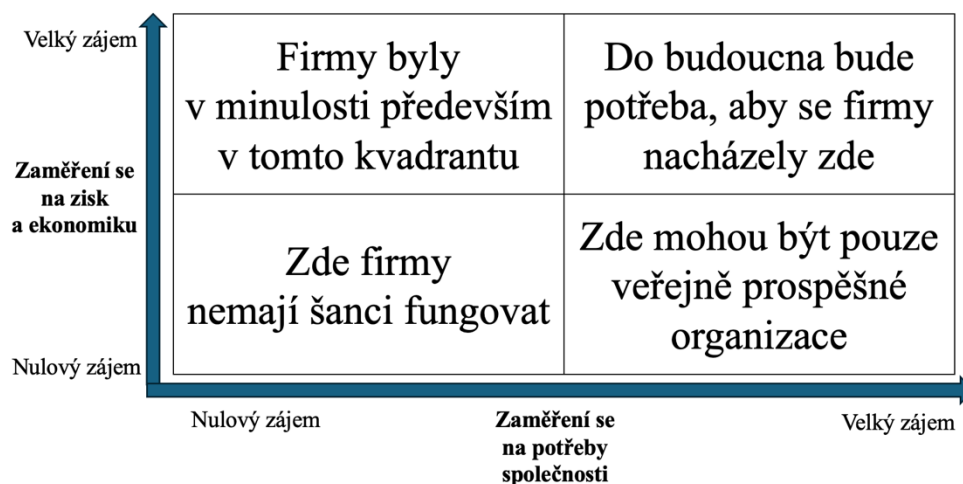 Velký zájem
Zaměření se
na zisk
a ekonomiku
Nulový zájem
Firmy byly
v minulosti především
v tomto kvadrantu
Do budoucna bude
potřeba, aby se firmy
nacházely zde
Zde firmy
nemají šanci fungovat
Zde mohou být pouze
veřejně prospěšné
organizace
Nulový zájem
Zaměření se
na potřeby
společnosti
Velký zájem